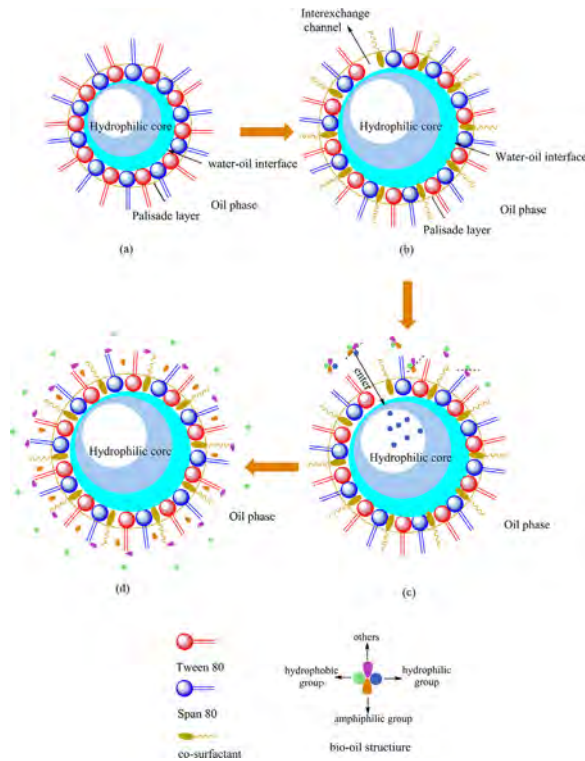 Interexchange
channel
Hydrophilic core
water-oil interface
Palisade layer
Oil phase
(a)
Hydrophilic core
Water-oil interface
Palisade layer
Oil phase
(b)
Hydrophilic core
Oil phase
(d)
enter
Hydrophilic core
Oil phase
(c)
Tween 80
Span 80
co-surfactant
others
hydrophobic
group
hydrophilic
group
amphiphilic group
bio-oil structiure